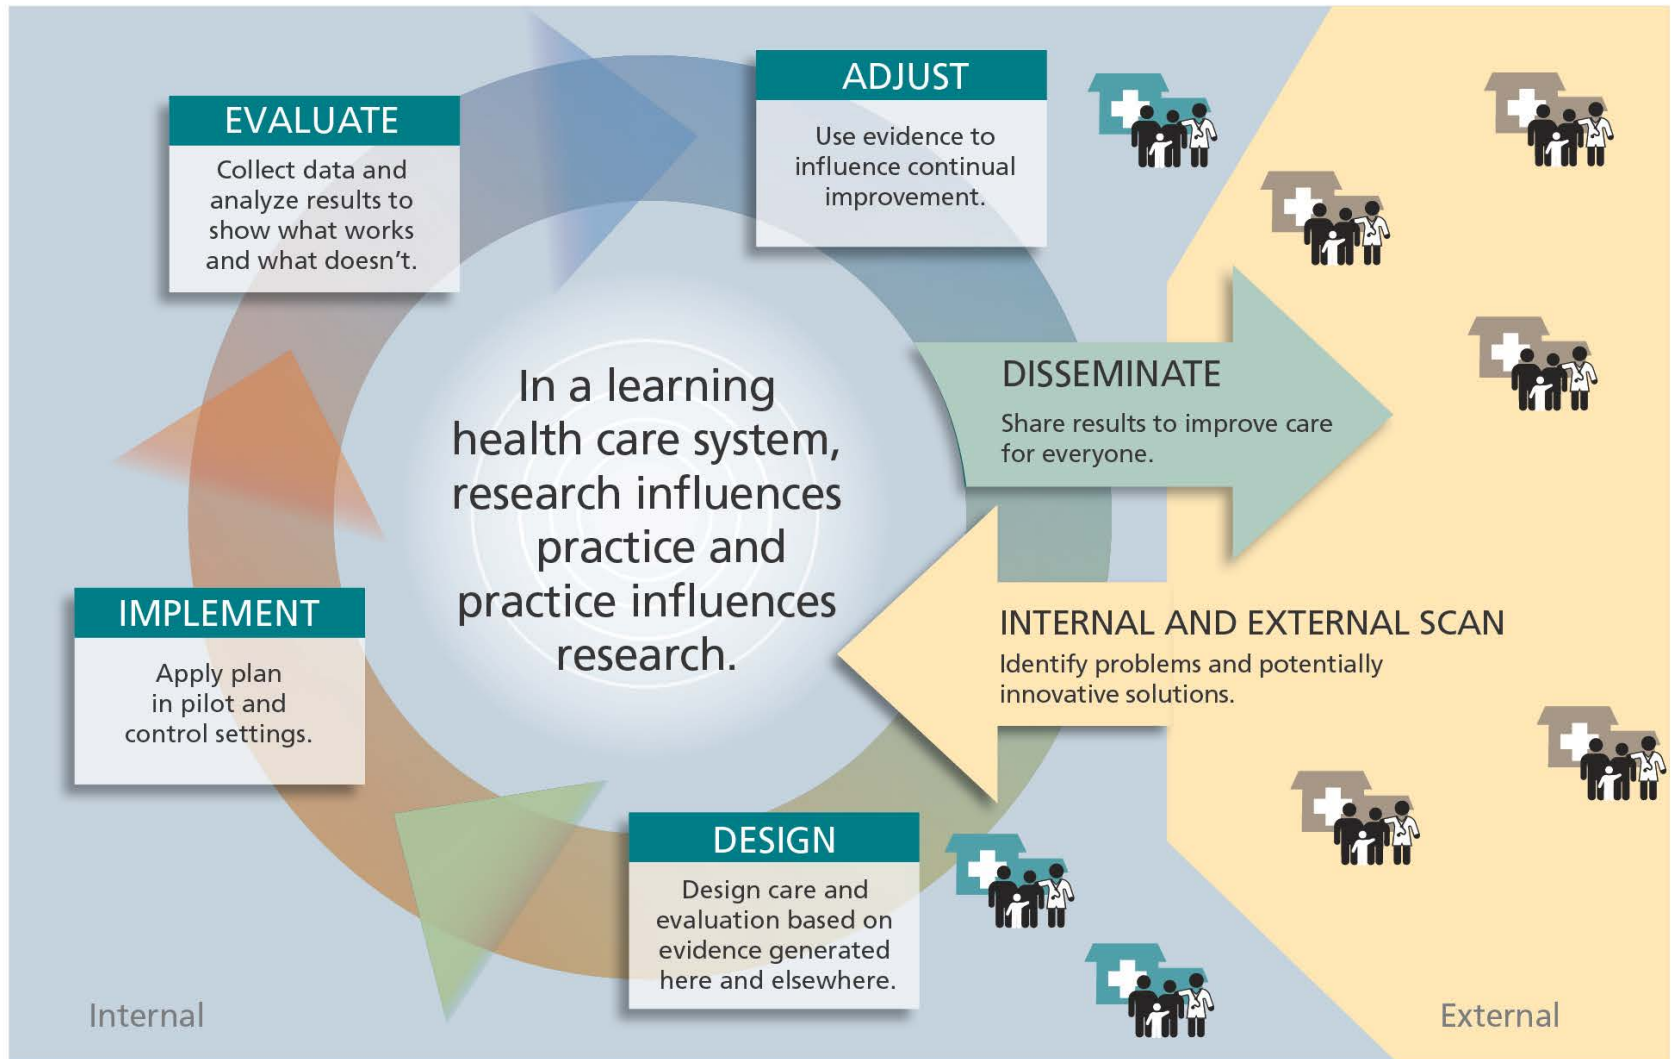 EVALUATE
Collect data and
analyze results to
show what works
and what doesn't.
ADJUST
Use evidence to
influence continual
improvement.
In a learning
health care system,
research influences
practice and
practice influences
research.
DISSEMINATE
Share results to improve care
for everyone.
INTERNAL AND EXTERNAL SCAN
Identify problems and potentially
innovative solutions.
IMPLEMENT
Apply plan
in pilot and
control settings.
DESIGN
Design care and
evaluation based on
evidence generated
here and elsewhere.
Internal
External